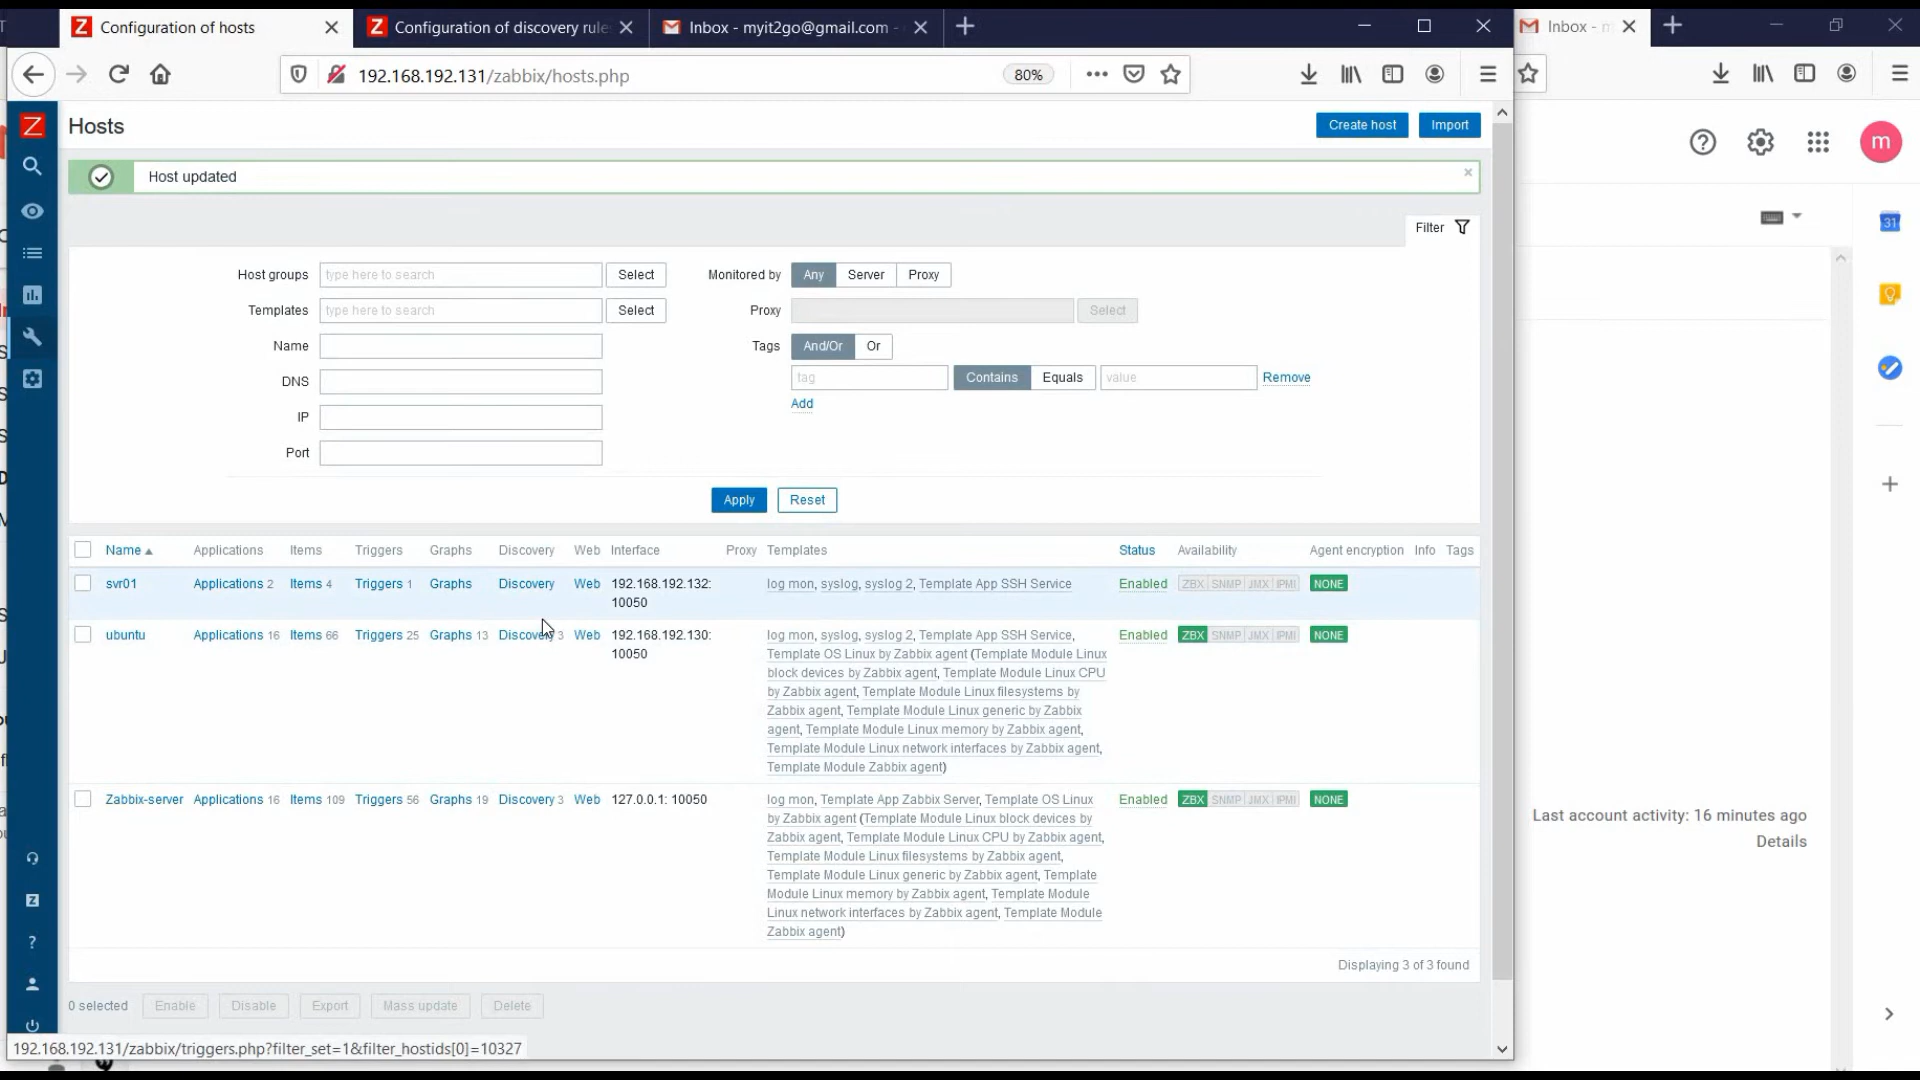 Configuration of hosts
Configuration of discovery rule
Inbox - myit2go@gmail.com -
Inbox - m
192.168.192.131/zabbix/hosts.php
80%
Z
Hosts
Create host
Import
m
Host updated
Filter
31
Host groups
type here to search
Select
Monitored by
Any
Server
Proxy
Templates
type here to search
Select
Proxy
Select
Name
Tags
And/Or
Or
DNS
tag
Contains
Equals
value
Remove
Add
IP
Port
Apply
Reset
Name Applications Items Triggers Graphs Discovery Web Interface Proxy Templates Status Availability Agent encryption Info Tags
svr01 Applications 2 Items 4 Triggers 1 Graphs Discovery Web 192.168.192.132: log mon, syslog, syslog 2, Template App SSH Service Enabled ZBX SNMP JMX IPMI NONE
10050
ubuntu Applications 16 Items 66 Triggers 25 Graphs 13 Discovery 3 Web 192.168.192.130: log mon, syslog, syslog 2, Template App SSH Service, Enabled ZBX SNMP JMX IPMI NONE
10050 Template OS Linux by Zabbix agent (Template Module Linux
block devices by Zabbix agent, Template Module Linux CPU
by Zabbix agent, Template Module Linux filesystems by
Zabbix agent, Template Module Linux generic by Zabbix
agent, Template Module Linux memory by Zabbix agent,
Template Module Linux network interfaces by Zabbix agent,
Template Module Zabbix agent)
Zabbix-server Applications 16 Items 109 Triggers 56 Graphs 19 Discovery 3 Web 127.0.0.1: 10050 log mon, Template App Zabbix Server, Template OS Linux Enabled ZBX SNMP JMX IPMI NONE
by Zabbix agent (Template Module Linux block devices by
Zabbix agent, Template Module Linux CPU by Zabbix agent,
Template Module Linux filesystems by Zabbix agent,
Template Module Linux generic by Zabbix agent, Template
Module Linux memory by Zabbix agent, Template Module
Linux network interfaces by Zabbix agent, Template Module
Zabbix agent)
Last account activity: 16 minutes ago
Details
Displaying 3 of 3 found
0 selected
Enable
Disable
Export
Mass update
Delete
192.168.192.131/zabbix/triggers.php?filter_set=1&filter_hostids[0]=10327